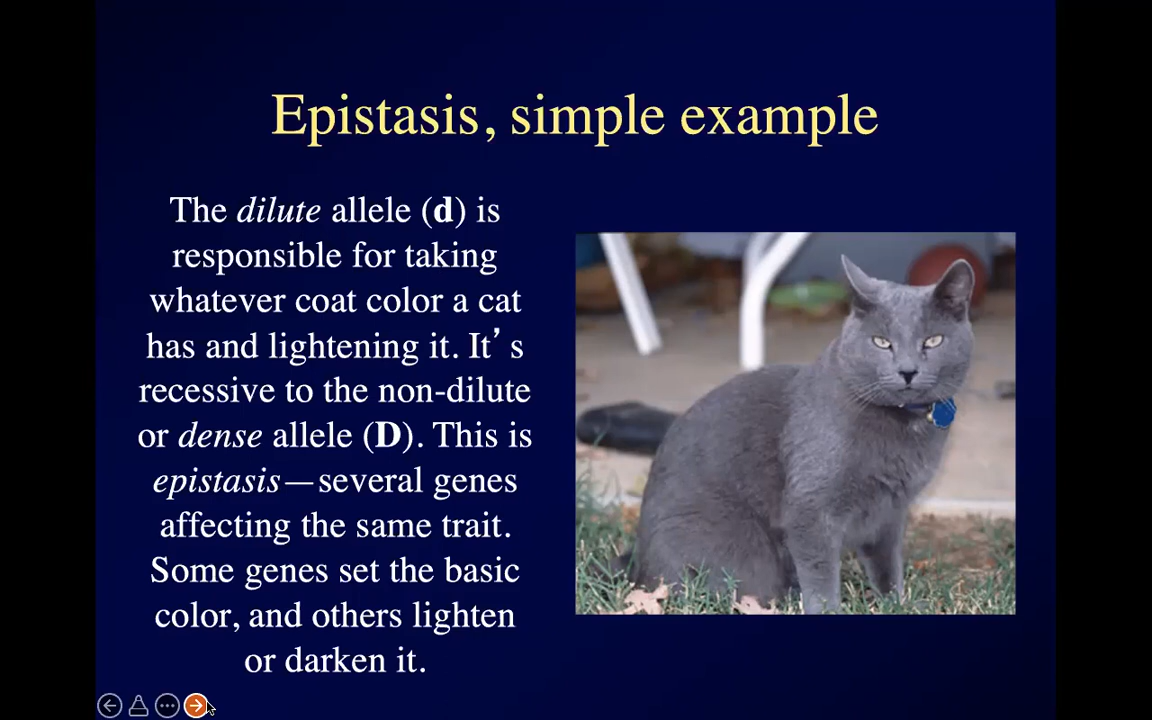 Epistasis, simple example
The dilute allele (d) is
responsible for taking
whatever coat color a cat
has and lightening it. It’ s
recessive to the non-dilute
or dense allele (D). This is
epistasis—several genes
affecting the same trait.
Some genes set the basic
color, and others lighten
or darken it.